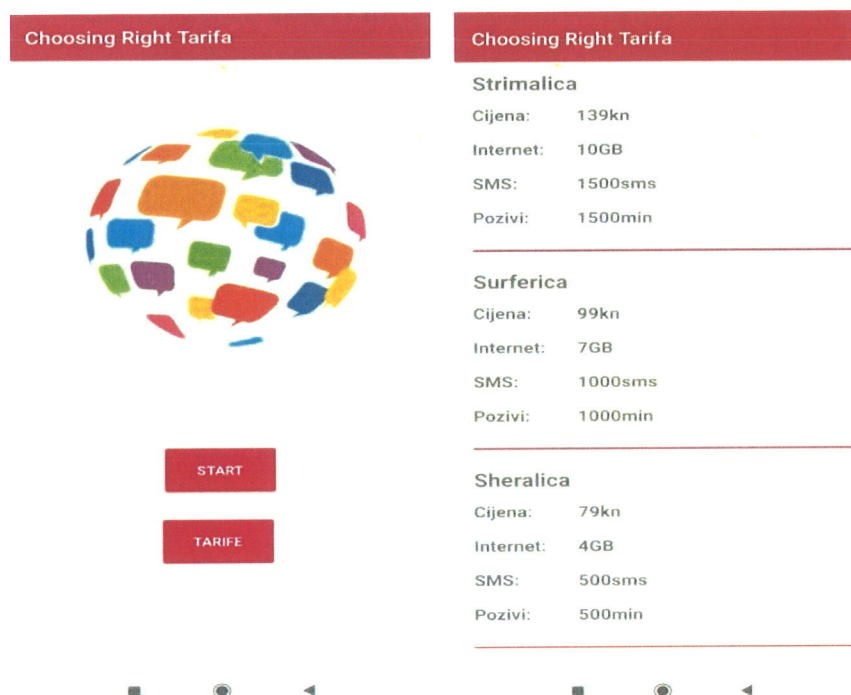 Choosing Right Tarifa
START
TARIFE
Choosing Right Tarifa
Strimalica
Cijena: 139kn
Internet: 10GB
SMS: 1500sms
Pozivi: 1500min
Surferica
Cijena: 99kn
Internet: 7GB
SMS: 1000sms
Pozivi: 1000min
Sheralica
Cijena: 79kn
Internet: 4GB
SMS: 500sms
Pozivi: 500min